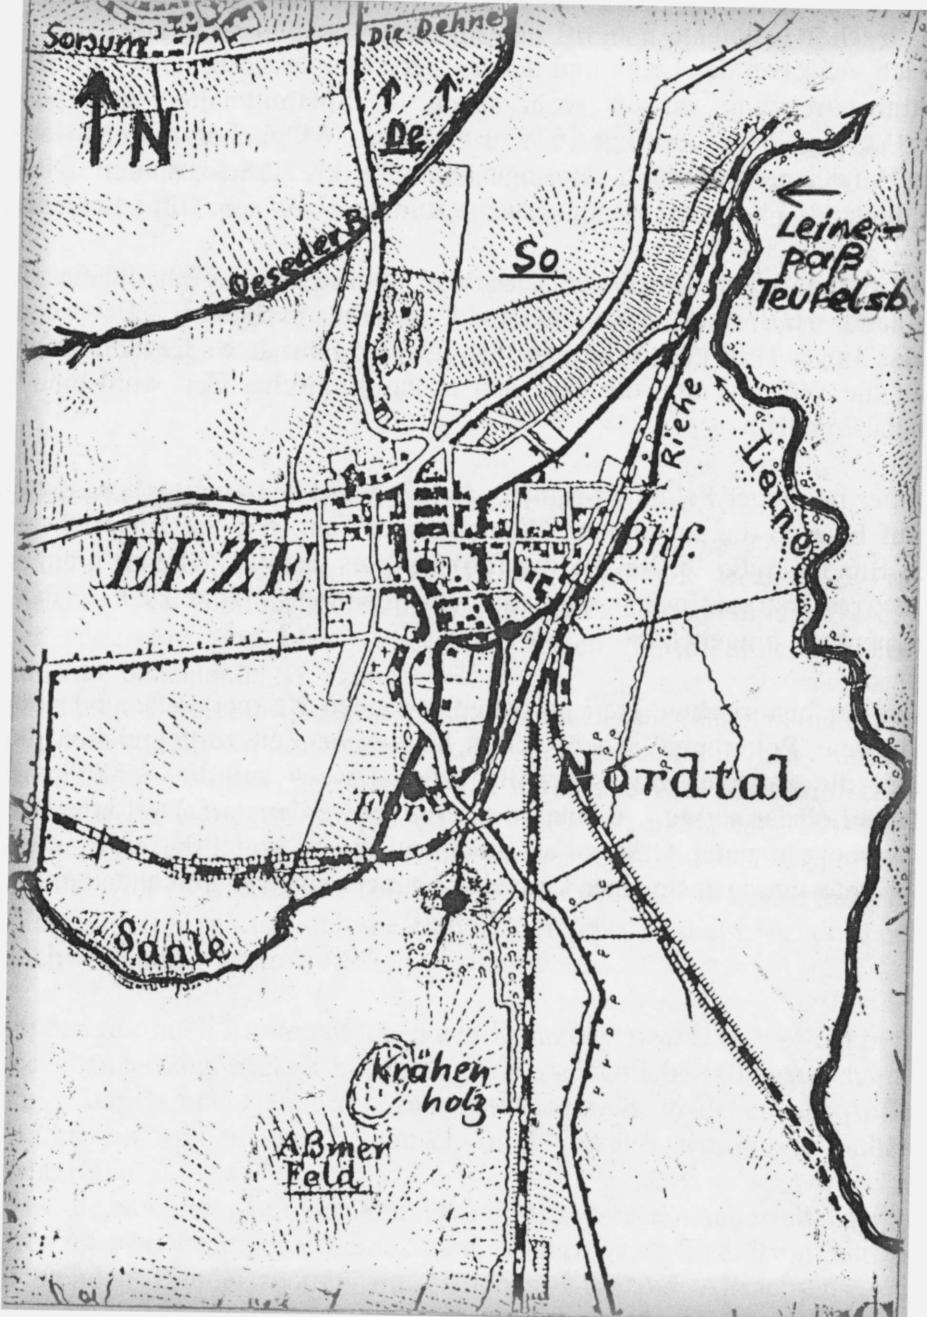 Sorsum
Die Dehne
N
De
Oeseder B
So
Leine-
paß
Teufelsb.
Riehe
Leine
ELZE
Bhf.
Nordtal
Saale
Krähen
holz
Aßmer
Feld